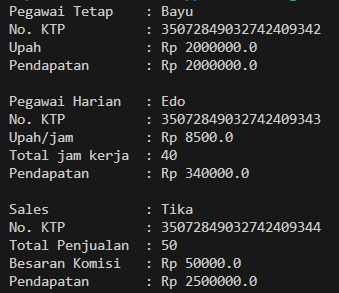 Pegawai Tetap : Bayu
No. KTP : 35072849032742409342
Upah : Rp 2000000.0
Pendapatan : Rp 2000000.0
Pegawai Harian : Edo
No. KTP : 35072849032742409343
Upah/jam : Rp 8500.0
Total jam kerja : 40
Pendapatan : Rp 340000.0
Sales : Tika
No. KTP : 35072849032742409344
Total Penjualan : 50
Besaran Komisi : Rp 50000.0
Pendapatan : Rp 2500000.0